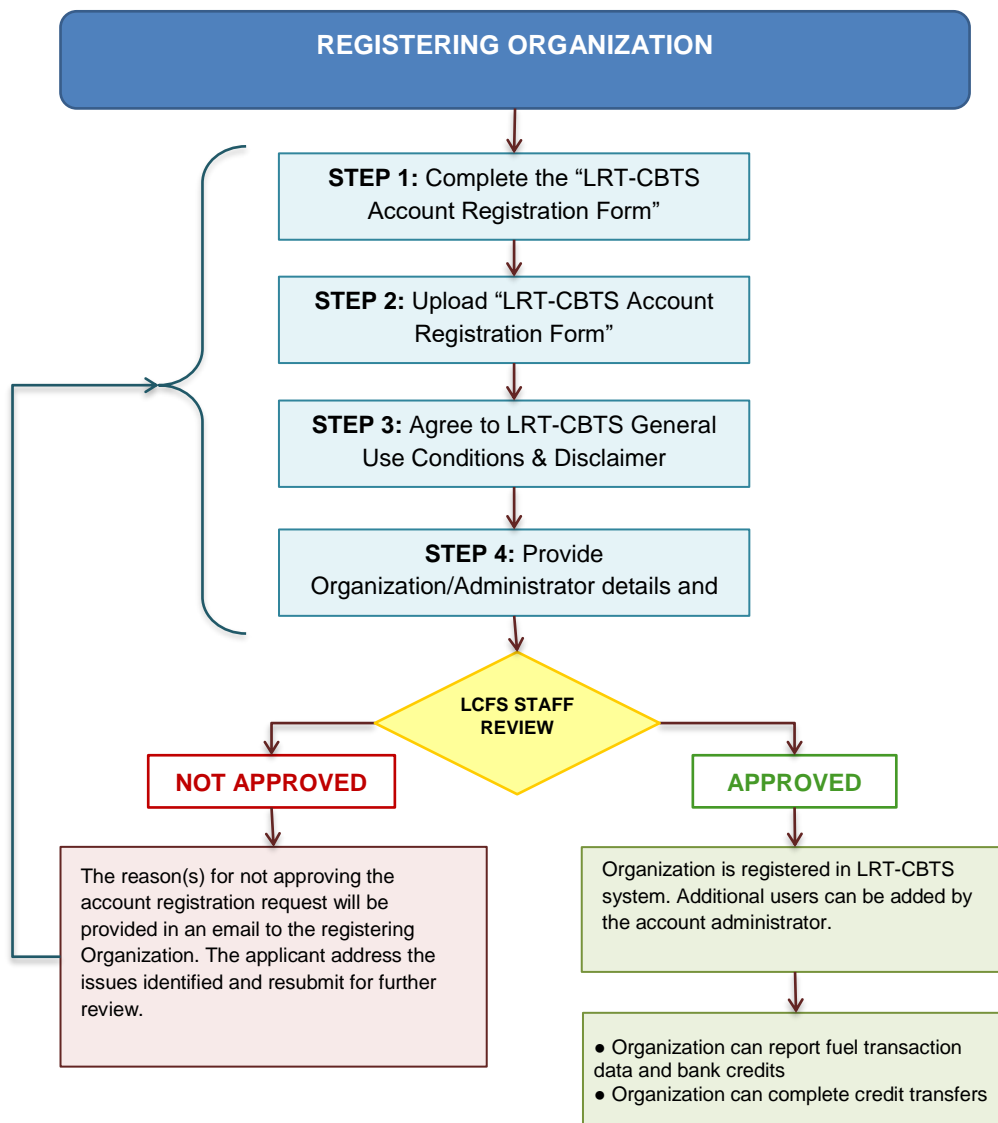 REGISTERING ORGANIZATION
STEP 1: Complete the “LRT-CBTS
Account Registration Form”
STEP 2: Upload “LRT-CBTS Account
Registration Form”
STEP 3: Agree to LRT-CBTS General
Use Conditions & Disclaimer
STEP 4: Provide
Organization/Administrator details and
LCFS STAFF
REVIEW
NOT APPROVED
APPROVED
The reason(s) for not approving the
account registration request will be
provided in an email to the registering
Organization. The applicant address the
issues identified and resubmit for further
review.
Organization is registered in LRT-CBTS
system. Additional users can be added by
the account administrator.
● Organization can report fuel transaction
data and bank credits
● Organization can complete credit transfers